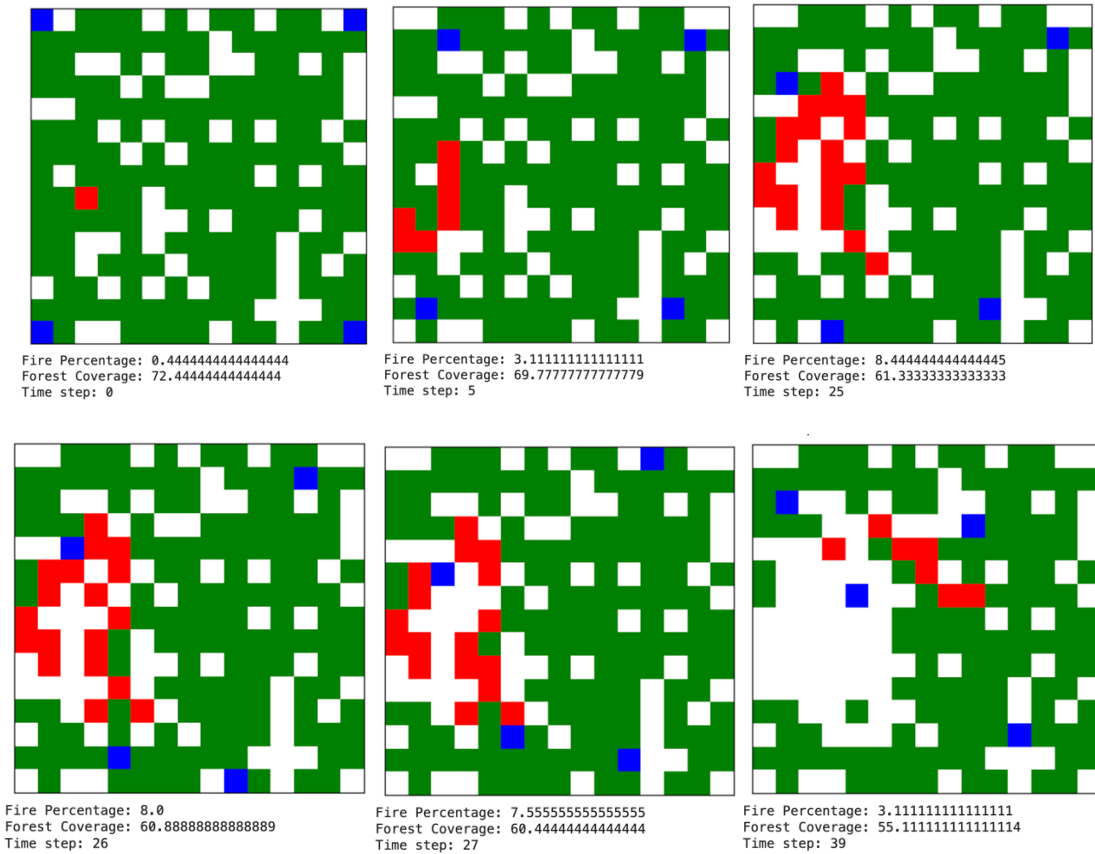 Fire Percentage: 0.4444444444444444
Forest Coverage: 72.44444444444444
Time step: 0
Fire Percentage: 3.111111111111111
Forest Coverage: 69.77777777777779
Time step: 5
Fire Percentage: 8.444444444444445
Forest Coverage: 61.33333333333333
Time step: 25
Fire Percentage: 8.0
Forest Coverage: 60.88888888888889
Time step: 26
Fire Percentage: 7.5555555555555555
Forest Coverage: 60.44444444444444
Time step: 27
Fire Percentage: 3.111111111111111
Forest Coverage: 55.111111111111114
Time step: 39